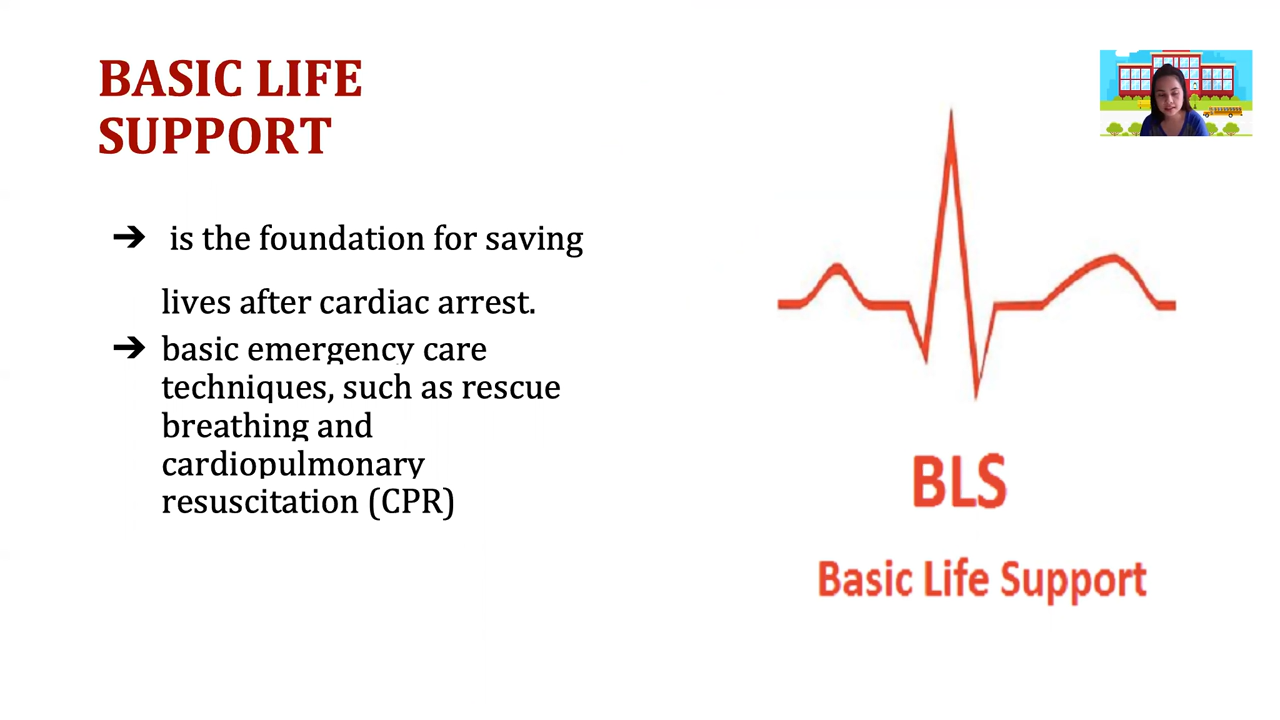 BASIC LIFE
SUPPORT
➔ is the foundation for saving
lives after cardiac arrest.
➔ basic emergency care
techniques, such as rescue
breathing and
cardiopulmonary
resuscitation (CPR)
BLS
Basic Life Support